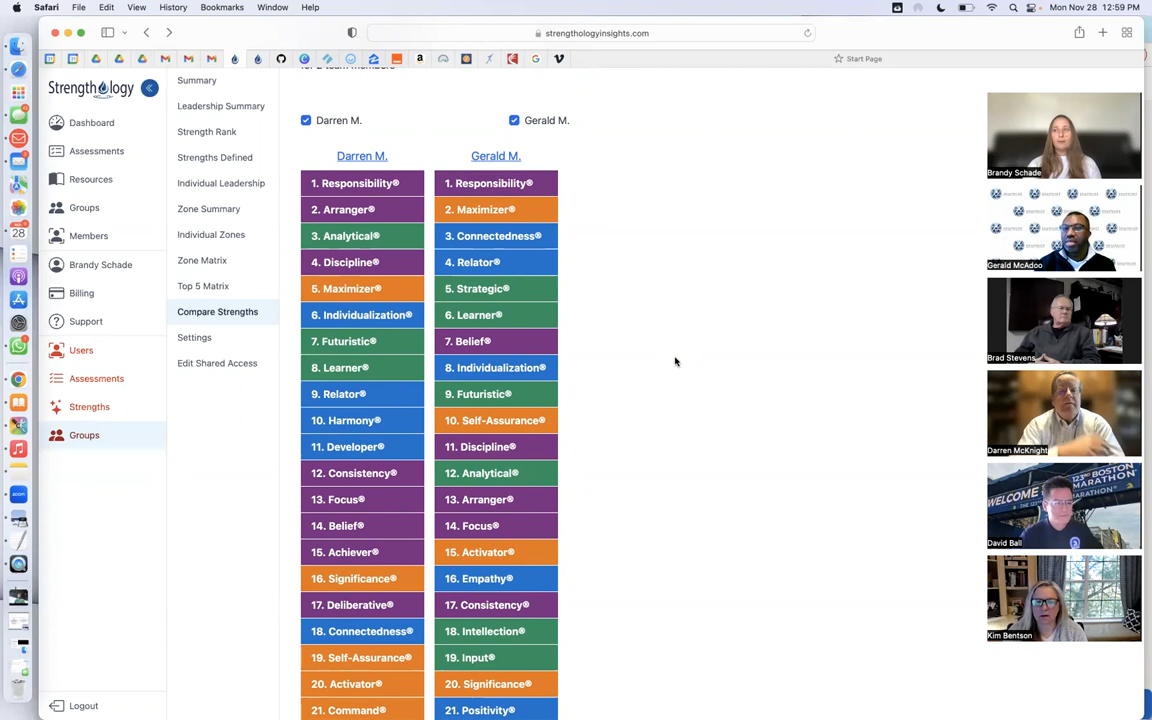 Safari File Edit View History Bookmarks Window Help
Mon Nov 28 12:59 PM
strengthologyinsights.com
Start Page
Strengthology
Dashboard
Assessments
Resources
Groups
Members
Brandy Schade
Billing
Support
Users
Assessments
Strengths
Groups
Logout
Summary
Leadership Summary
Strength Rank
Strengths Defined
Individual Leadership
Zone Summary
Individual Zones
Zone Matrix
Top 5 Matrix
Compare Strengths
Settings
Edit Shared Access
Darren M. Gerald M.
Darren M. Gerald M.
1. Responsibility® 1. Responsibility®
2. Arranger® 2. Maximizer®
3. Analytical® 3. Connectedness®
4. Discipline® 4. Relator®
5. Maximizer® 5. Strategic®
6. Individualization® 6. Learner®
7. Futuristic® 7. Belief®
8. Learner® 8. Individualization®
9. Relator® 9. Futuristic®
10. Harmony® 10. Self-Assurance®
11. Developer® 11. Discipline®
12. Consistency® 12. Analytical®
13. Focus® 13. Arranger®
14. Belief® 14. Focus®
15. Achiever® 15. Activator®
16. Significance® 16. Empathy®
17. Deliberative® 17. Consistency®
18. Connectedness® 18. Intellection®
19. Self-Assurance® 19. Input®
20. Activator® 20. Significance®
21. Command® 21. Positivity®
Brandy Schade
Gerald McAdoo
Brad Stevens
Darren McKnight
WELCOME
123RD BOSTON
MARATHON
David Ball
Kim Bentson